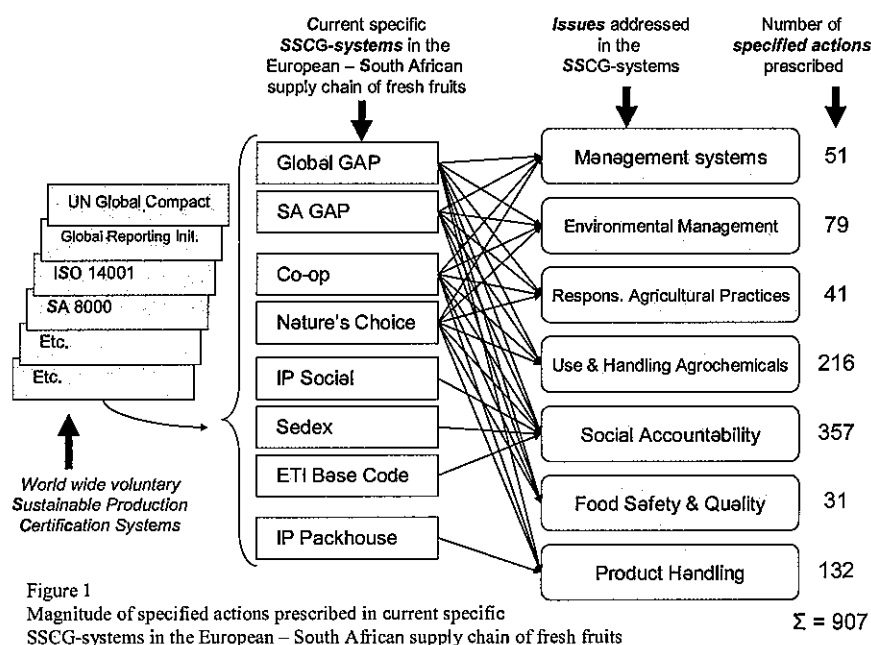 Current specific
SSCG-systems in the
European – South African
supply chain of fresh fruits
Issues addressed
in the
SSCG-systems
Number of
specified actions
prescribed
UN Global Compact
Global Reporting Init.
ISO 14001
SA 8000
Etc.
Etc.
World wide voluntary
Sustainable Production
Certification Systems
Global GAP
SA GAP
Co-op
Nature's Choice
IP Social
Sedex
ETI Base Code
IP Packhouse
Management systems 51
Environmental Management 79
Respons. Agricultural Practices 41
Use & Handling Agrochemicals 216
Social Accountability 357
Food Safety & Quality 31
Product Handling 132
Σ = 907
Figure 1
Magnitude of specified actions prescribed in current specific
SSCG-systems in the European – South African supply chain of fresh fruits